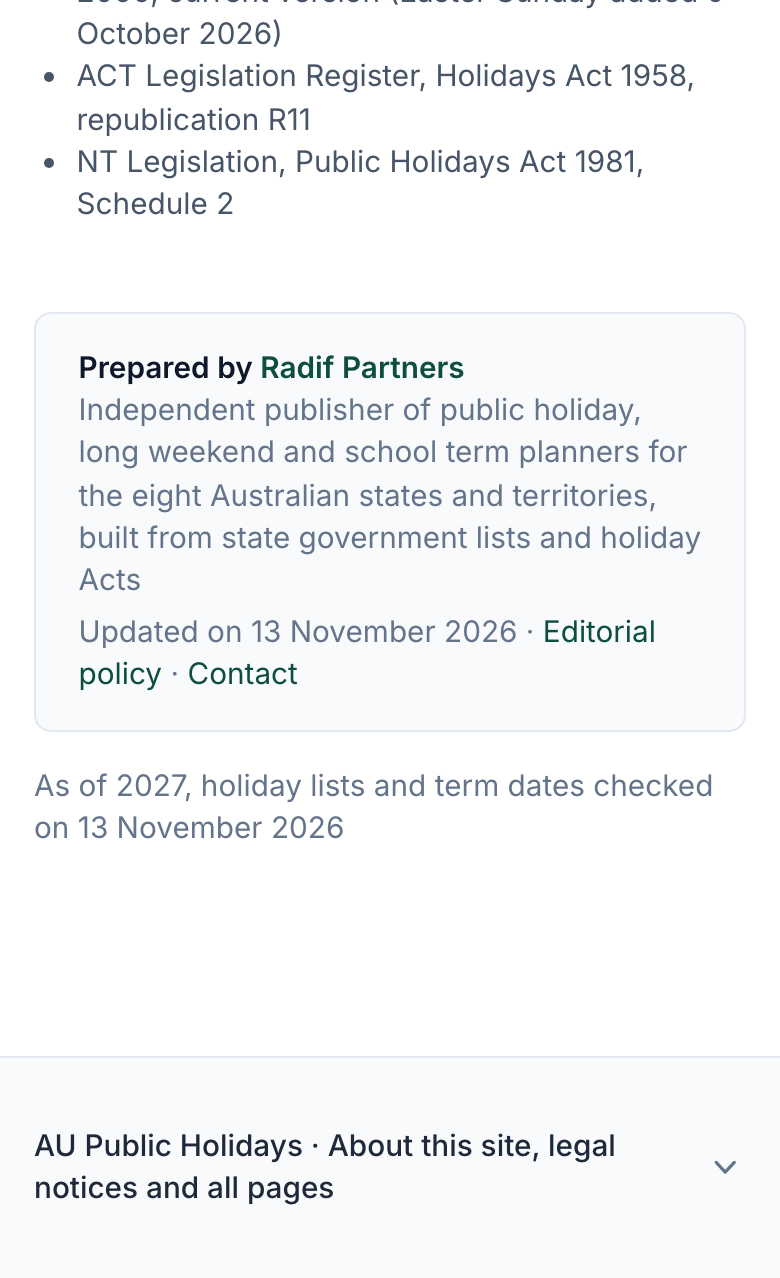 October 2026)
• ACT Legislation Register, Holidays Act 1958,
republication R11
• NT Legislation, Public Holidays Act 1981,
Schedule 2
Prepared by Radif Partners
Independent publisher of public holiday,
long weekend and school term planners for
the eight Australian states and territories,
built from state government lists and holiday
Acts
Updated on 13 November 2026 · Editorial
policy · Contact
As of 2027, holiday lists and term dates checked
on 13 November 2026
AU Public Holidays · About this site, legal
notices and all pages